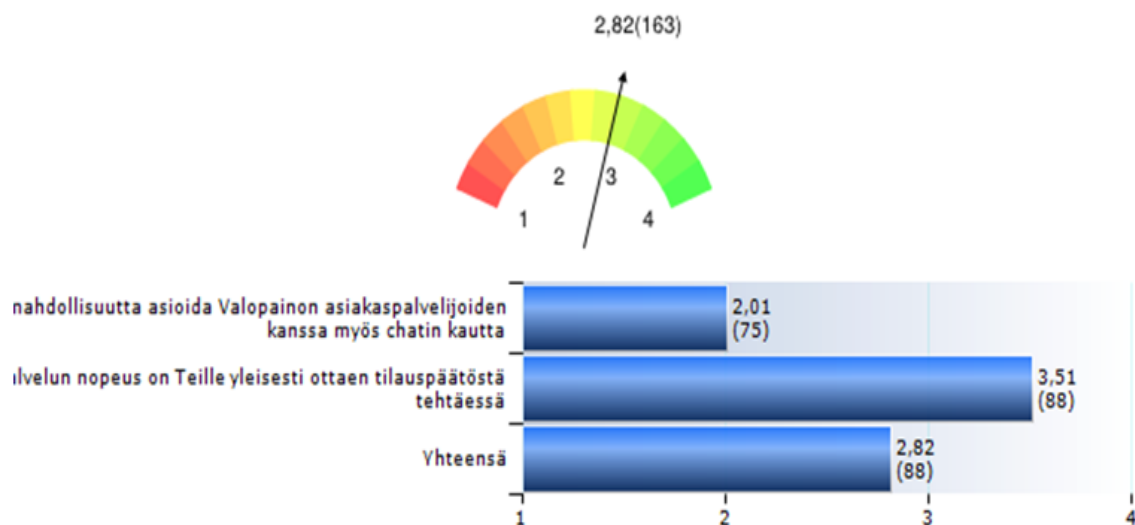 2,82(163)
2 3
1 4
nahdollisuutta asioida Valopainon asiakaspalvelijoiden
kanssa myös chatin kautta
2,01
(75)
lvelun nopeus on Teille yleisesti ottaen tilauspäätöstä
tehtäessä
3,51
(88)
Yhteensä
2,82
(88)
1 2 3 4